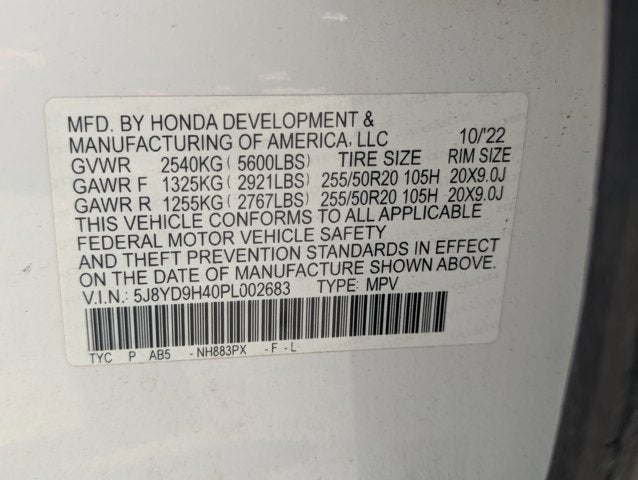 MFD. BY HONDA DEVELOPMENT &
MANUFACTURING OF AMERICA, LLC 10/'22
GVWR 2540KG ( 5600LBS) TIRE SIZE RIM SIZE
GAWR F 1325KG ( 2921LBS) 255/50R20 105H 20X9.0J
GAWR R 1255KG ( 2767LBS) 255/50R20 105H 20X9.0J
THIS VEHICLE CONFORMS TO ALL APPLICABLE
FEDERAL MOTOR VEHICLE SAFETY
AND THEFT PREVENTION STANDARDS IN EFFECT
ON THE DATE OF MANUFACTURE SHOWN ABOVE.
V.I.N.: 5J8YD9H40PL002683 TYPE: MPV
TYC P AB5 - NH883PX - F - L